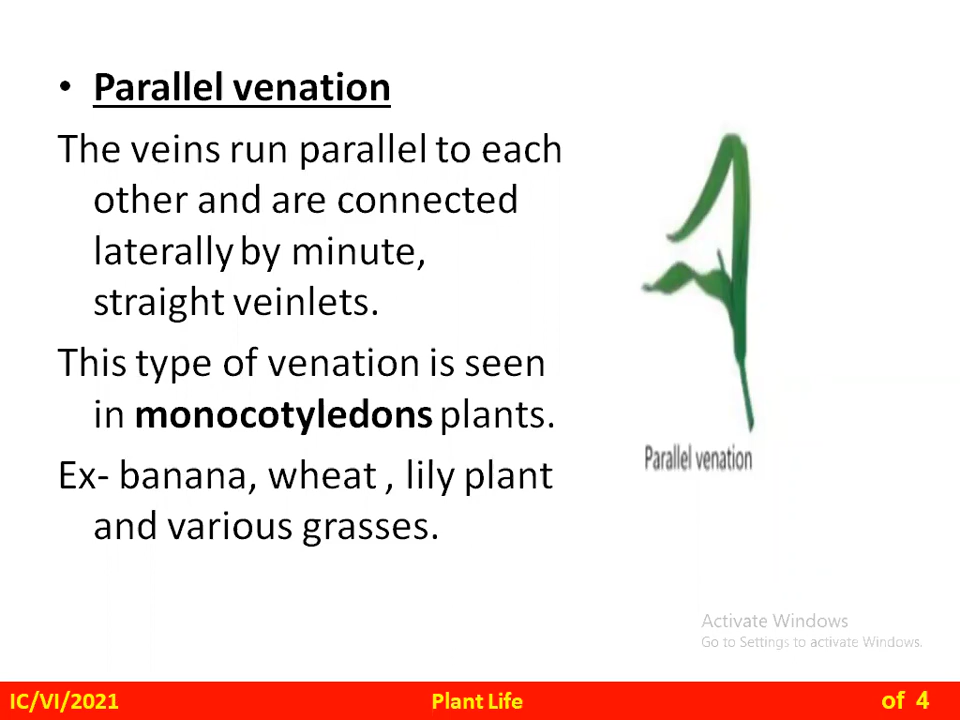 • Parallel venation
The veins run parallel to each
other and are connected
laterally by minute,
straight veinlets.
This type of venation is seen
in monocotyledons plants.
Ex- banana, wheat , lily plant
and various grasses.
Parallel venation
Activate Windows
Go to Settings to activate Windows.
IC/VI/2021
Plant Life
of 4